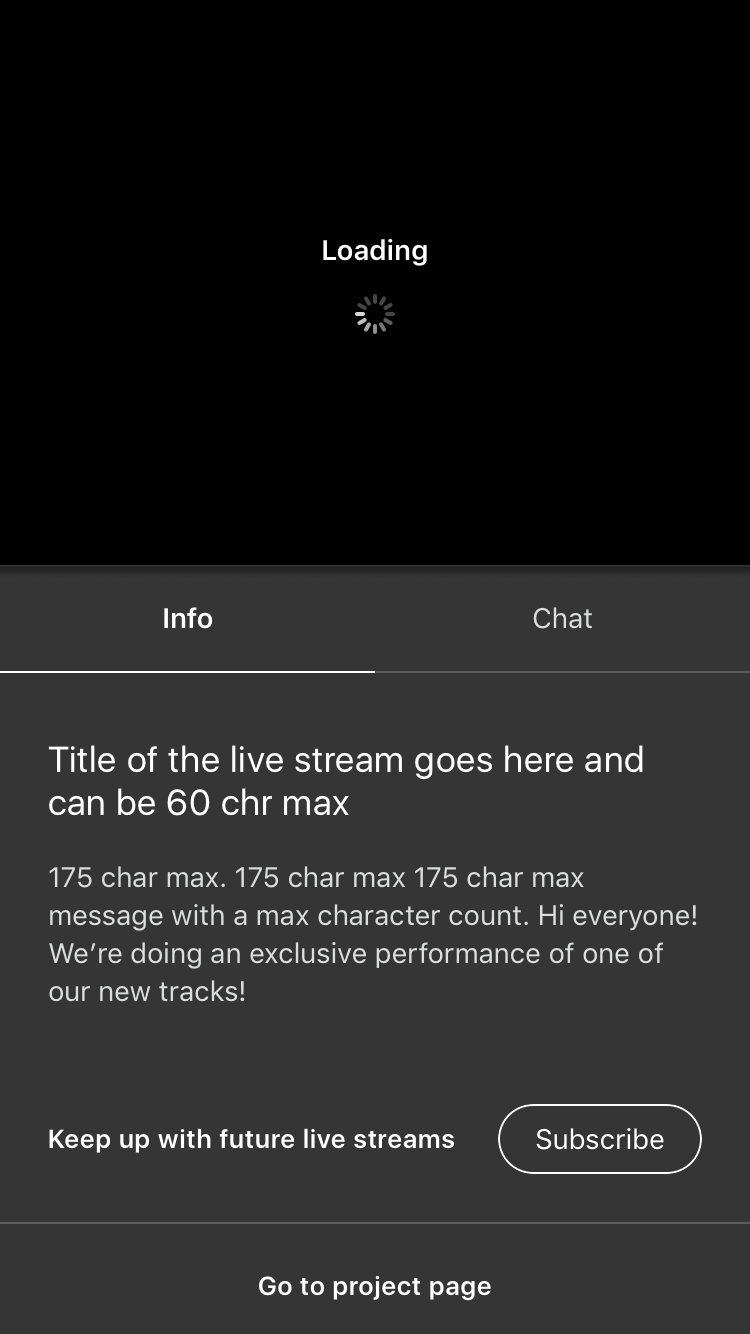 Loading
Info
Chat
Title of the live stream goes here and
can be 60 chr max
175 char max. 175 char max 175 char max
message with a max character count. Hi everyone!
We’re doing an exclusive performance of one of
our new tracks!
Keep up with future live streams
Subscribe
Go to project page